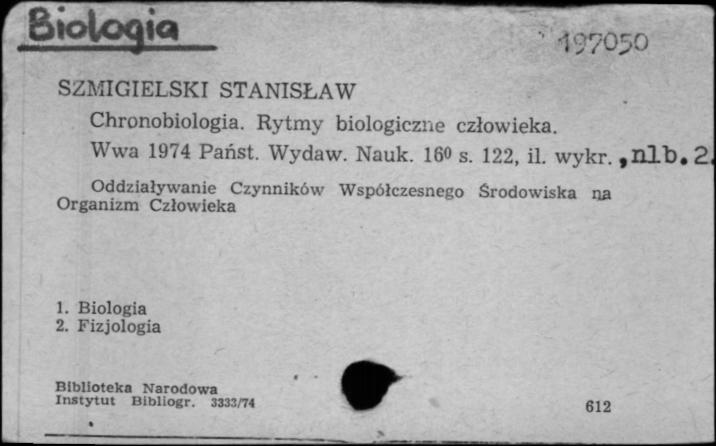 Biologia
197050
SZMIGIELSKI STANISŁAW
Chronobiologia. Rytmy biologiczne człowieka.
Wwa 1974 Państ. Wydaw. Nauk. 16⁰ s. 122, il. wykr. ,nlb.2.
Oddziaływanie Czynników Współczesnego Środowiska na
Organizm Człowieka
1. Biologia
2. Fizjologia
Biblioteka Narodowa
Instytut Bibliogr. 3333/74
612